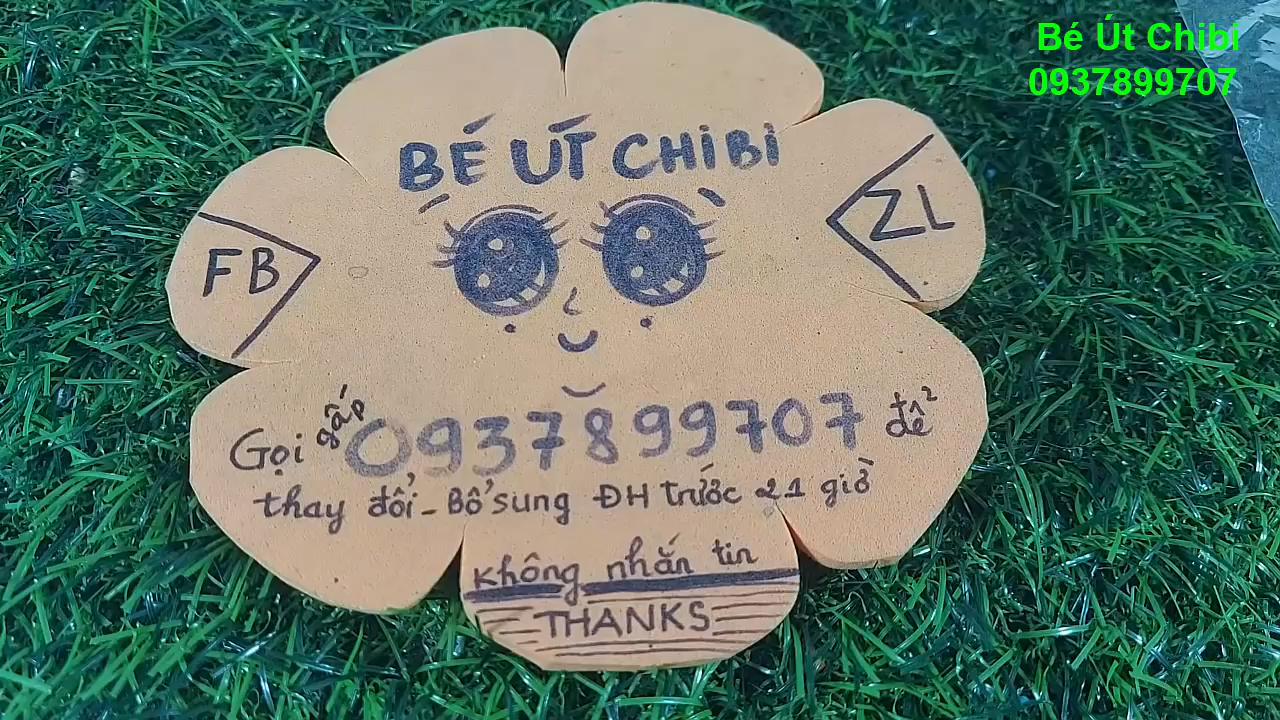 Bé Út Chibi
0937899707
BÉ ÚT CHiBi
FB
ZL
Gọi gấp 0937899707 để
thay đổi - Bổ sung ĐH trước 21 giờ
không nhắn tin
THANKS